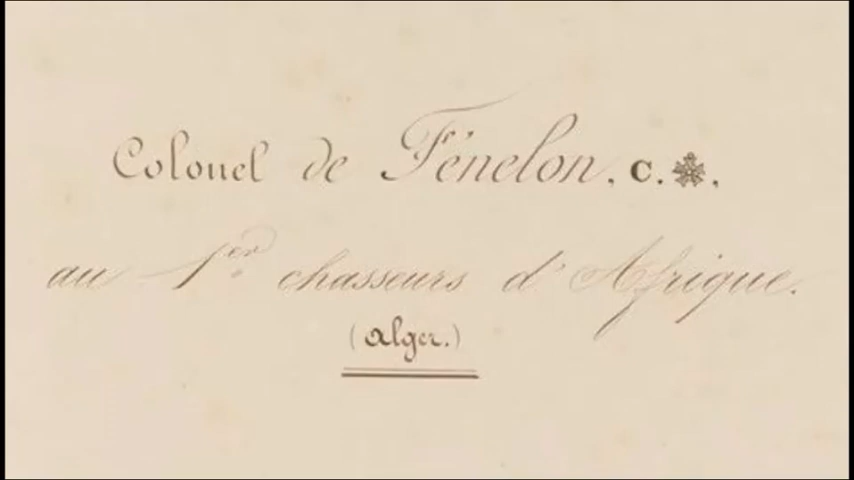 Colonel de Fénelon, C. ✻,
au 1er chasseurs d'Afrique.
(Alger.)